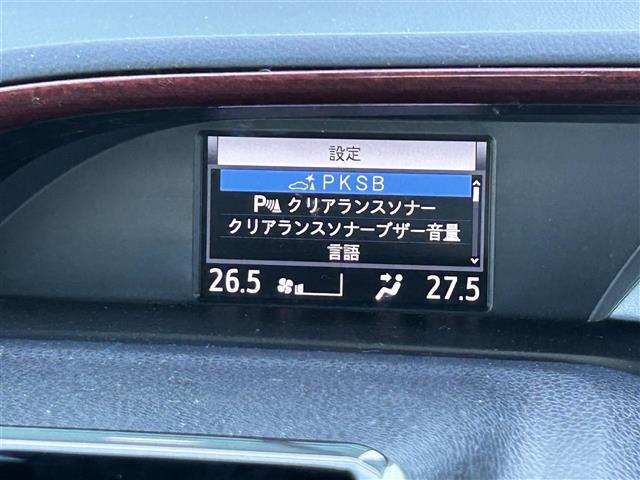 設定
PKSB
P クリアランスソナー
クリアランスソナーブザー音量
言語
26.5 27.5